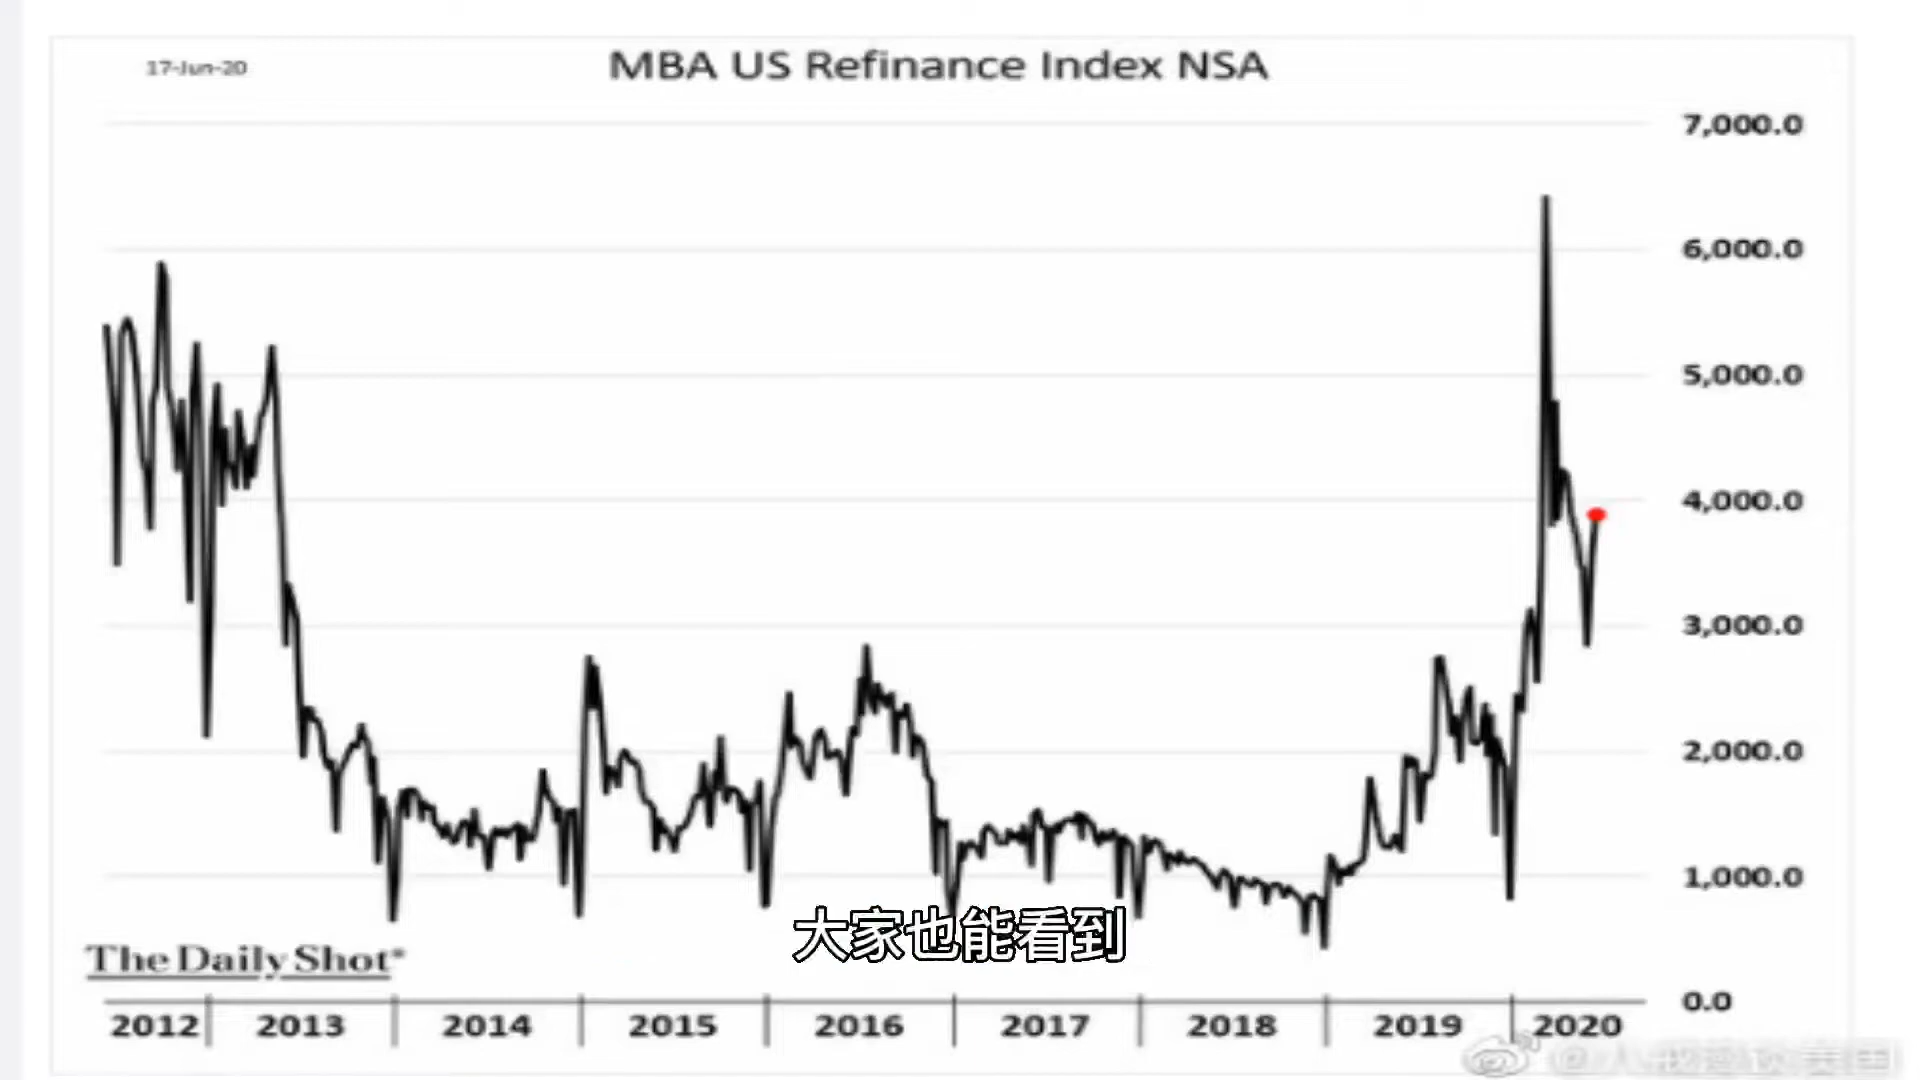 17-Jun-20
MBA US Refinance Index NSA
7,000.0
6,000.0
5,000.0
4,000.0
3,000.0
2,000.0
1,000.0
0.0
大家也能看到
The Daily Shot
2012 2013 2014 2015 2016 2017 2018 2019 2020